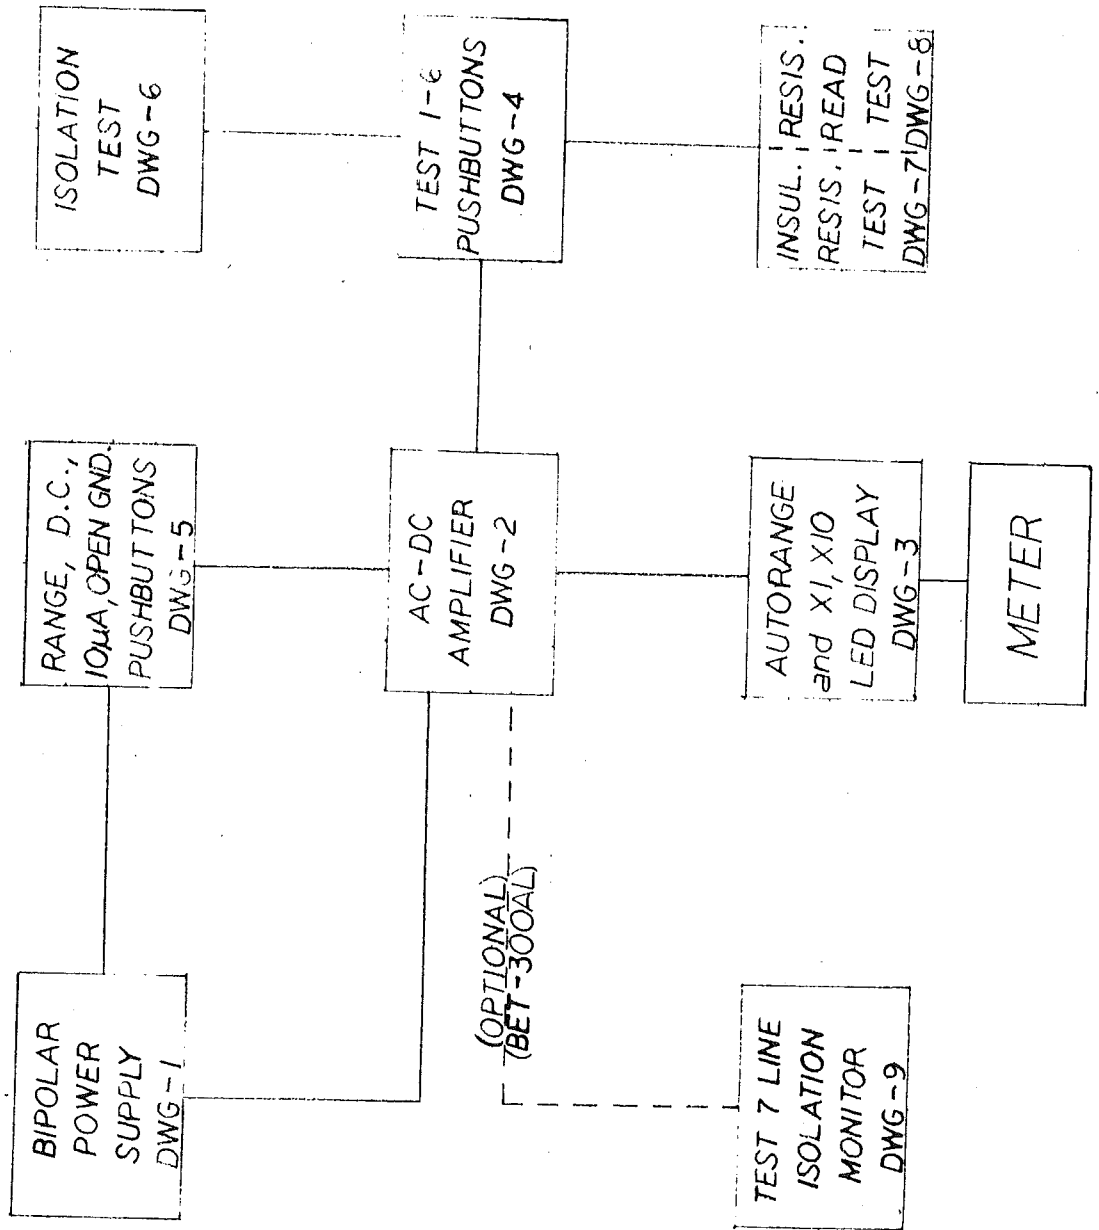 BIPOLAR
POWER
SUPPLY
DWG-1
RANGE, D.C.,
10µA, OPEN GND.
PUSHBUTTONS
DWG-5
ISOLATION
TEST
DWG-6
AC-DC
AMPLIFIER
DWG-2
TEST 1-6
PUSHBUTTONS
DWG-4
(OPTIONAL)
(BET-300AL)
TEST 7 LINE
ISOLATION
MONITOR
DWG-9
AUTORANGE
and X1, X10
LED DISPLAY
DWG-3
INSUL. RESIS.
RESIS. READ
TEST TEST
DWG-7 DWG-8
METER